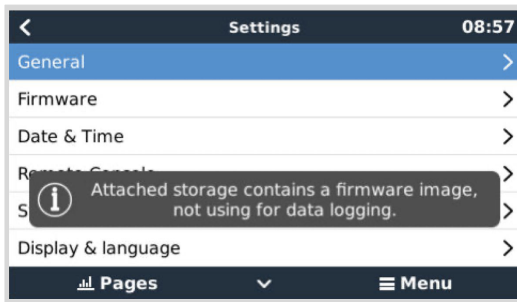 Settings
08:57
General
Firmware
Date & Time
Attached storage contains a firmware image,
not using for data logging.
S
Display & language
Pages
Menu